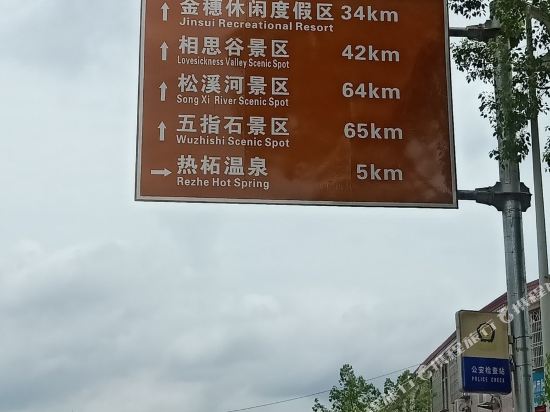 ↑ 金穗休闲度假区 34km
Jinsui Recreational Resort
↑ 相思谷景区 42km
Lovesickness Valley Scenic Spot
↑ 松溪河景区 64km
Song Xi River Scenic Spot
↑ 五指石景区 65km
Wuzhishi Scenic Spot
→ 热柘温泉 5km
Rezhe Hot Spring
公安检查站
POLICE CHECK